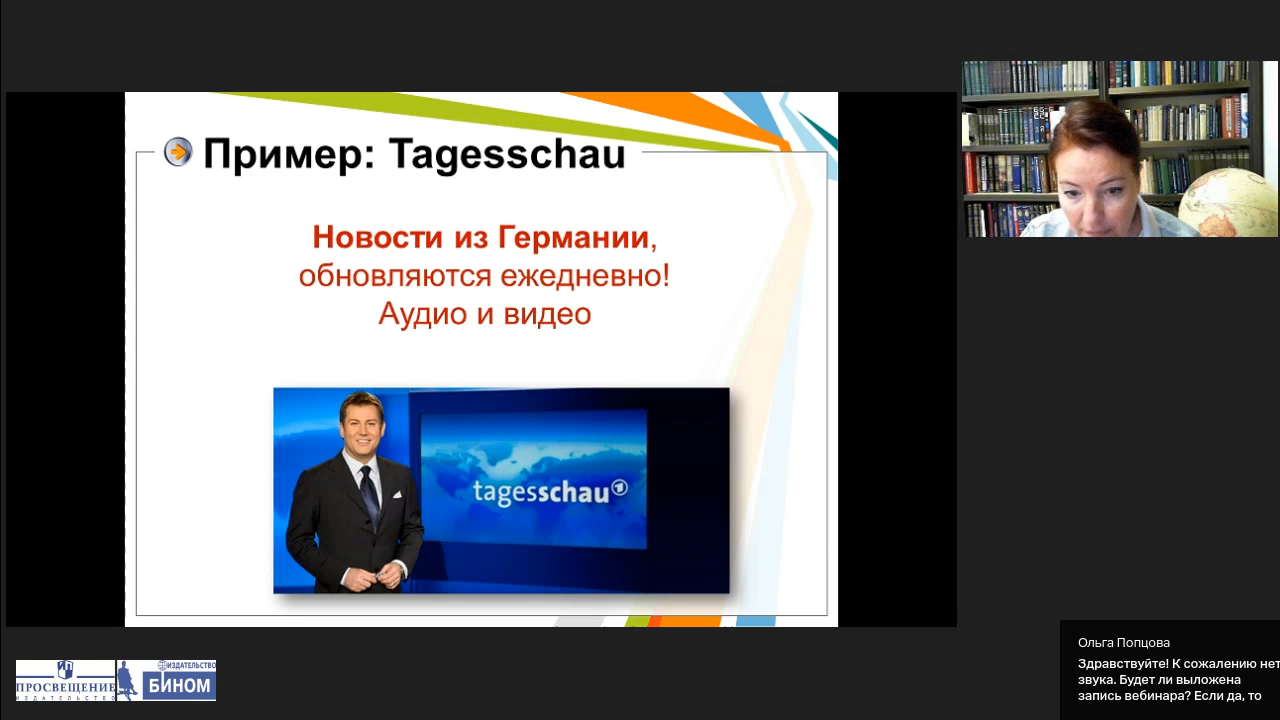 Пример: Tagesschau
Новости из Германии,
обновляются ежедневно!
Аудио и видео
tagesschau
ПРОСВЕЩЕНИЕ
ИЗДАТЕЛЬСТВО
ИЗДАТЕЛЬСТВО
БИНОМ
Ольга Попцова
Здравствуйте! К сожалению нет
звука. Будет ли выложена
запись вебинара? Если да, то